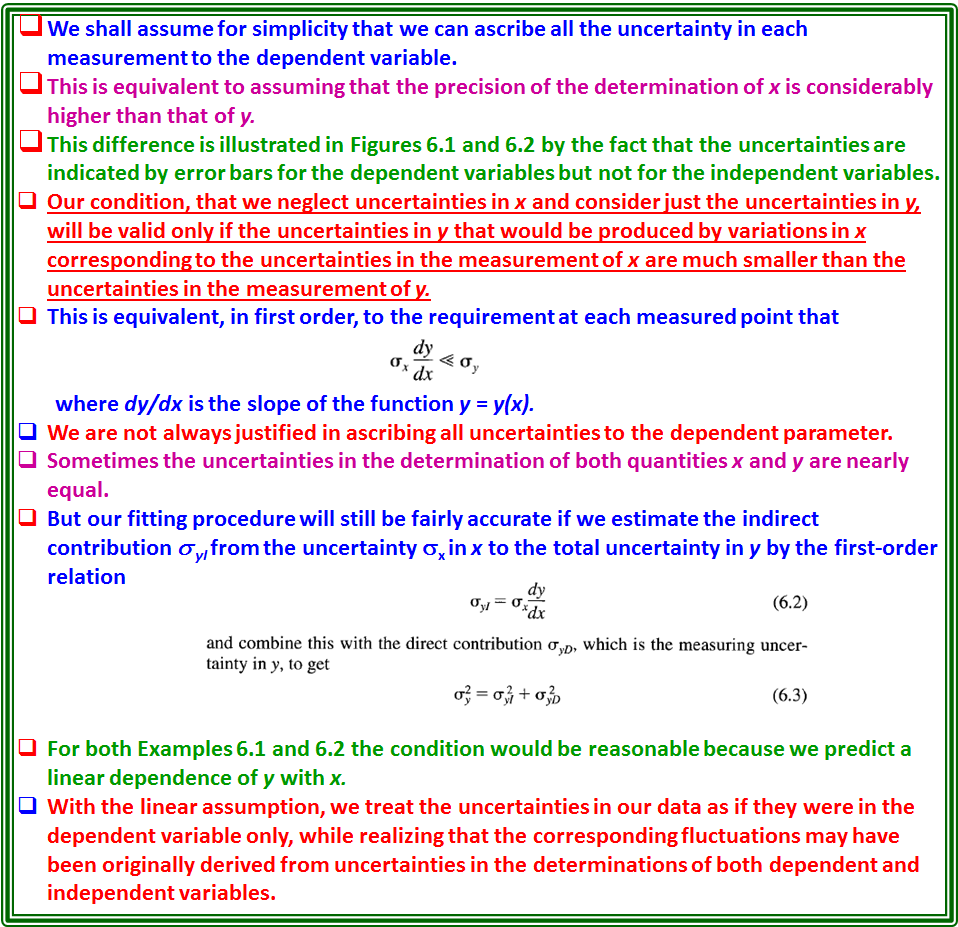 ❑ We shall assume for simplicity that we can ascribe all the uncertainty in each
measurement to the dependent variable.
❑ This is equivalent to assuming that the precision of the determination of x is considerably
higher than that of y.
❑ This difference is illustrated in Figures 6.1 and 6.2 by the fact that the uncertainties are
indicated by error bars for the dependent variables but not for the independent variables.
❑ Our condition, that we neglect uncertainties in x and consider just the uncertainties in y,
will be valid only if the uncertainties in y that would be produced by variations in x
corresponding to the uncertainties in the measurement of x are much smaller than the
uncertainties in the measurement of y.
❑ This is equivalent, in first order, to the requirement at each measured point that
σₓ dy/dx ≪ σ_y
where dy/dx is the slope of the function y = y(x).
❑ We are not always justified in ascribing all uncertainties to the dependent parameter.
❑ Sometimes the uncertainties in the determination of both quantities x and y are nearly
equal.
❑ But our fitting procedure will still be fairly accurate if we estimate the indirect
contribution σ_yI from the uncertainty σₓ in x to the total uncertainty in y by the first-order
relation
σ_yI = σₓ dy/dx (6.2)
and combine this with the direct contribution σ_yD, which is the measuring uncer-
tainty in y, to get
σ_y² = σ_yI² + σ_yD² (6.3)
❑ For both Examples 6.1 and 6.2 the condition would be reasonable because we predict a
linear dependence of y with x.
❑ With the linear assumption, we treat the uncertainties in our data as if they were in the
dependent variable only, while realizing that the corresponding fluctuations may have
been originally derived from uncertainties in the determinations of both dependent and
independent variables.